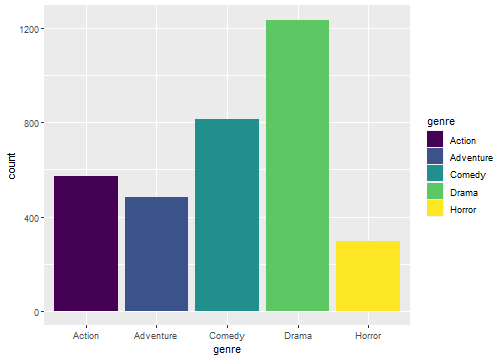 1200
800
400
0
count
Action
Adventure
Comedy
Drama
Horror
genre
genre
Action
Adventure
Comedy
Drama
Horror